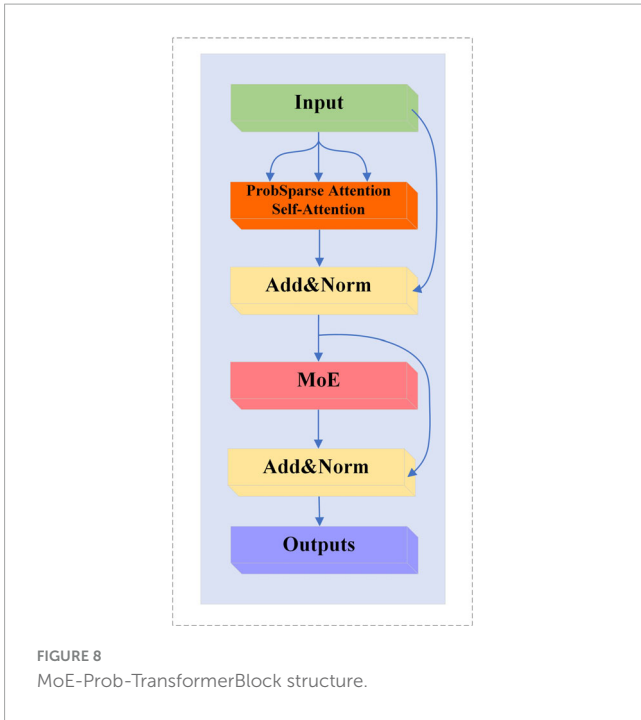 Input
ProbSparse Attention
Self-Attention
Add&Norm
MoE
Add&Norm
Outputs
FIGURE 8
MoE-Prob-TransformerBlock structure.